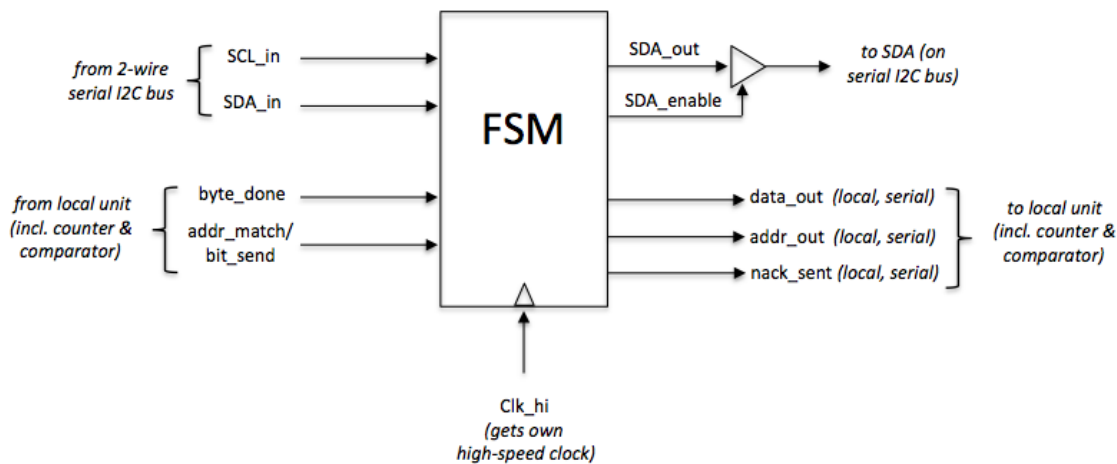 from 2-wire
serial I2C bus
SCL_in
SDA_in
from local unit
(incl. counter &
comparator)
byte_done
addr_match/
bit_send
FSM
SDA_out
SDA_enable
to SDA (on
serial I2C bus)
data_out (local, serial)
addr_out (local, serial)
nack_sent (local, serial)
to local unit
(incl. counter &
comparator)
Clk_hi
(gets own
high-speed clock)